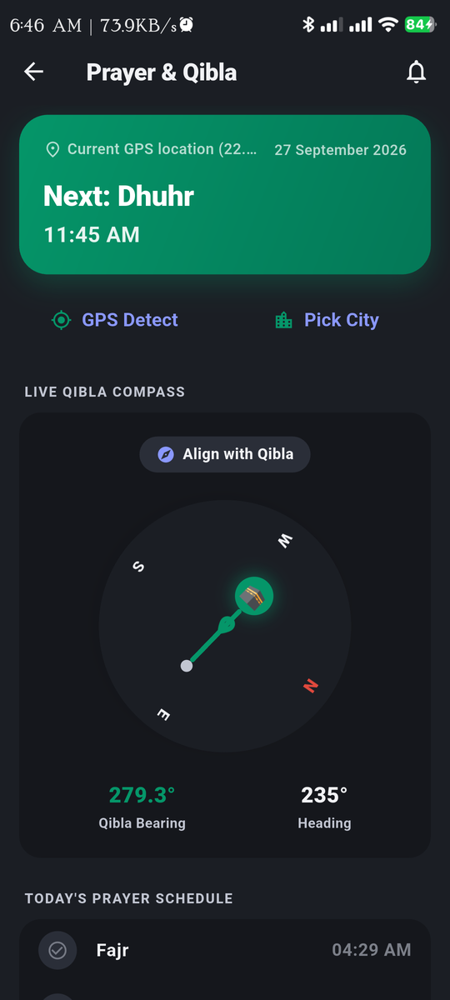 6:46 AM | 73.9KB/s
84
Prayer & Qibla
Current GPS location (22.... 27 September 2026
Next: Dhuhr
11:45 AM
GPS Detect Pick City
LIVE QIBLA COMPASS
Align with Qibla
W
S
N
E
279.3° 235°
Qibla Bearing Heading
TODAY'S PRAYER SCHEDULE
Fajr 04:29 AM